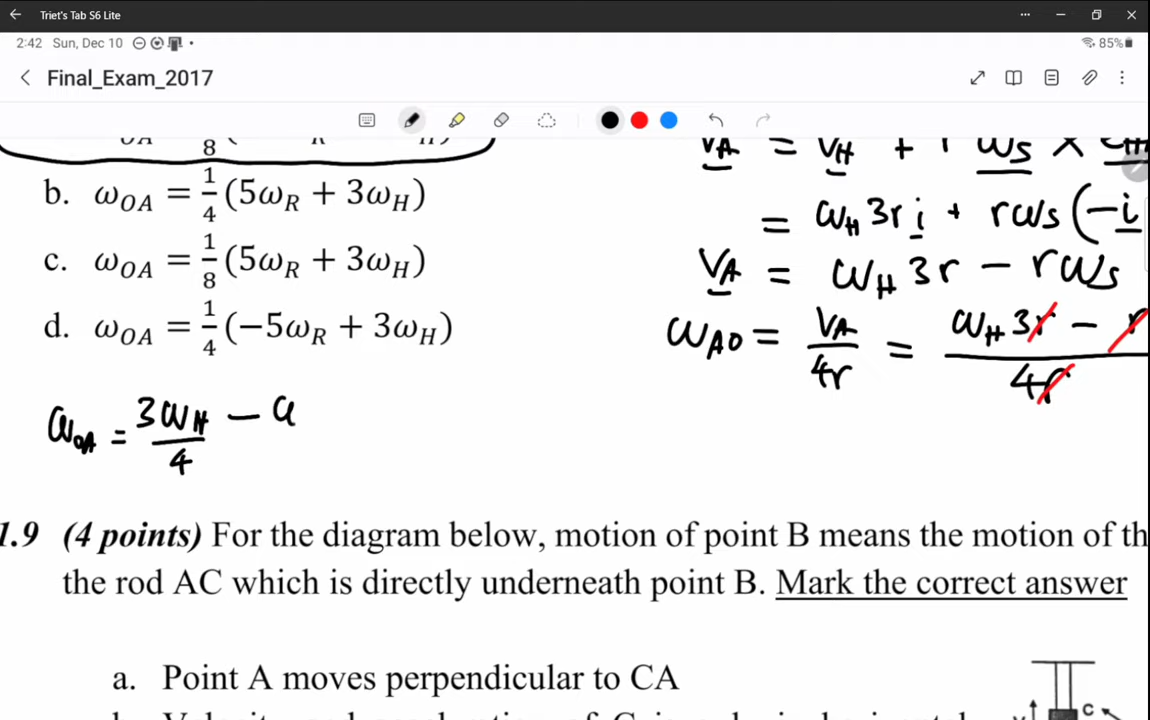 Triet's Tab S6 Lite
2:42 Sun, Dec 10
85%
Final_Exam_2017
8
b. ω_OA = 1/4 (5ω_R + 3ω_H)
c. ω_OA = 1/8 (5ω_R + 3ω_H)
d. ω_OA = 1/4 (−5ω_R + 3ω_H)
ω_OA = 3ω_H/4 −
V_A = V_H + r ω_S ×
= ω_H 3r i + rω_S (−i
V_A = ω_H 3r − rω_S
ω_AO = V_A/4r = ω_H 3r − r/4r
1.9 (4 points) For the diagram below, motion of point B means the motion of th
the rod AC which is directly underneath point B. Mark the correct answer
a. Point A moves perpendicular to CA
C